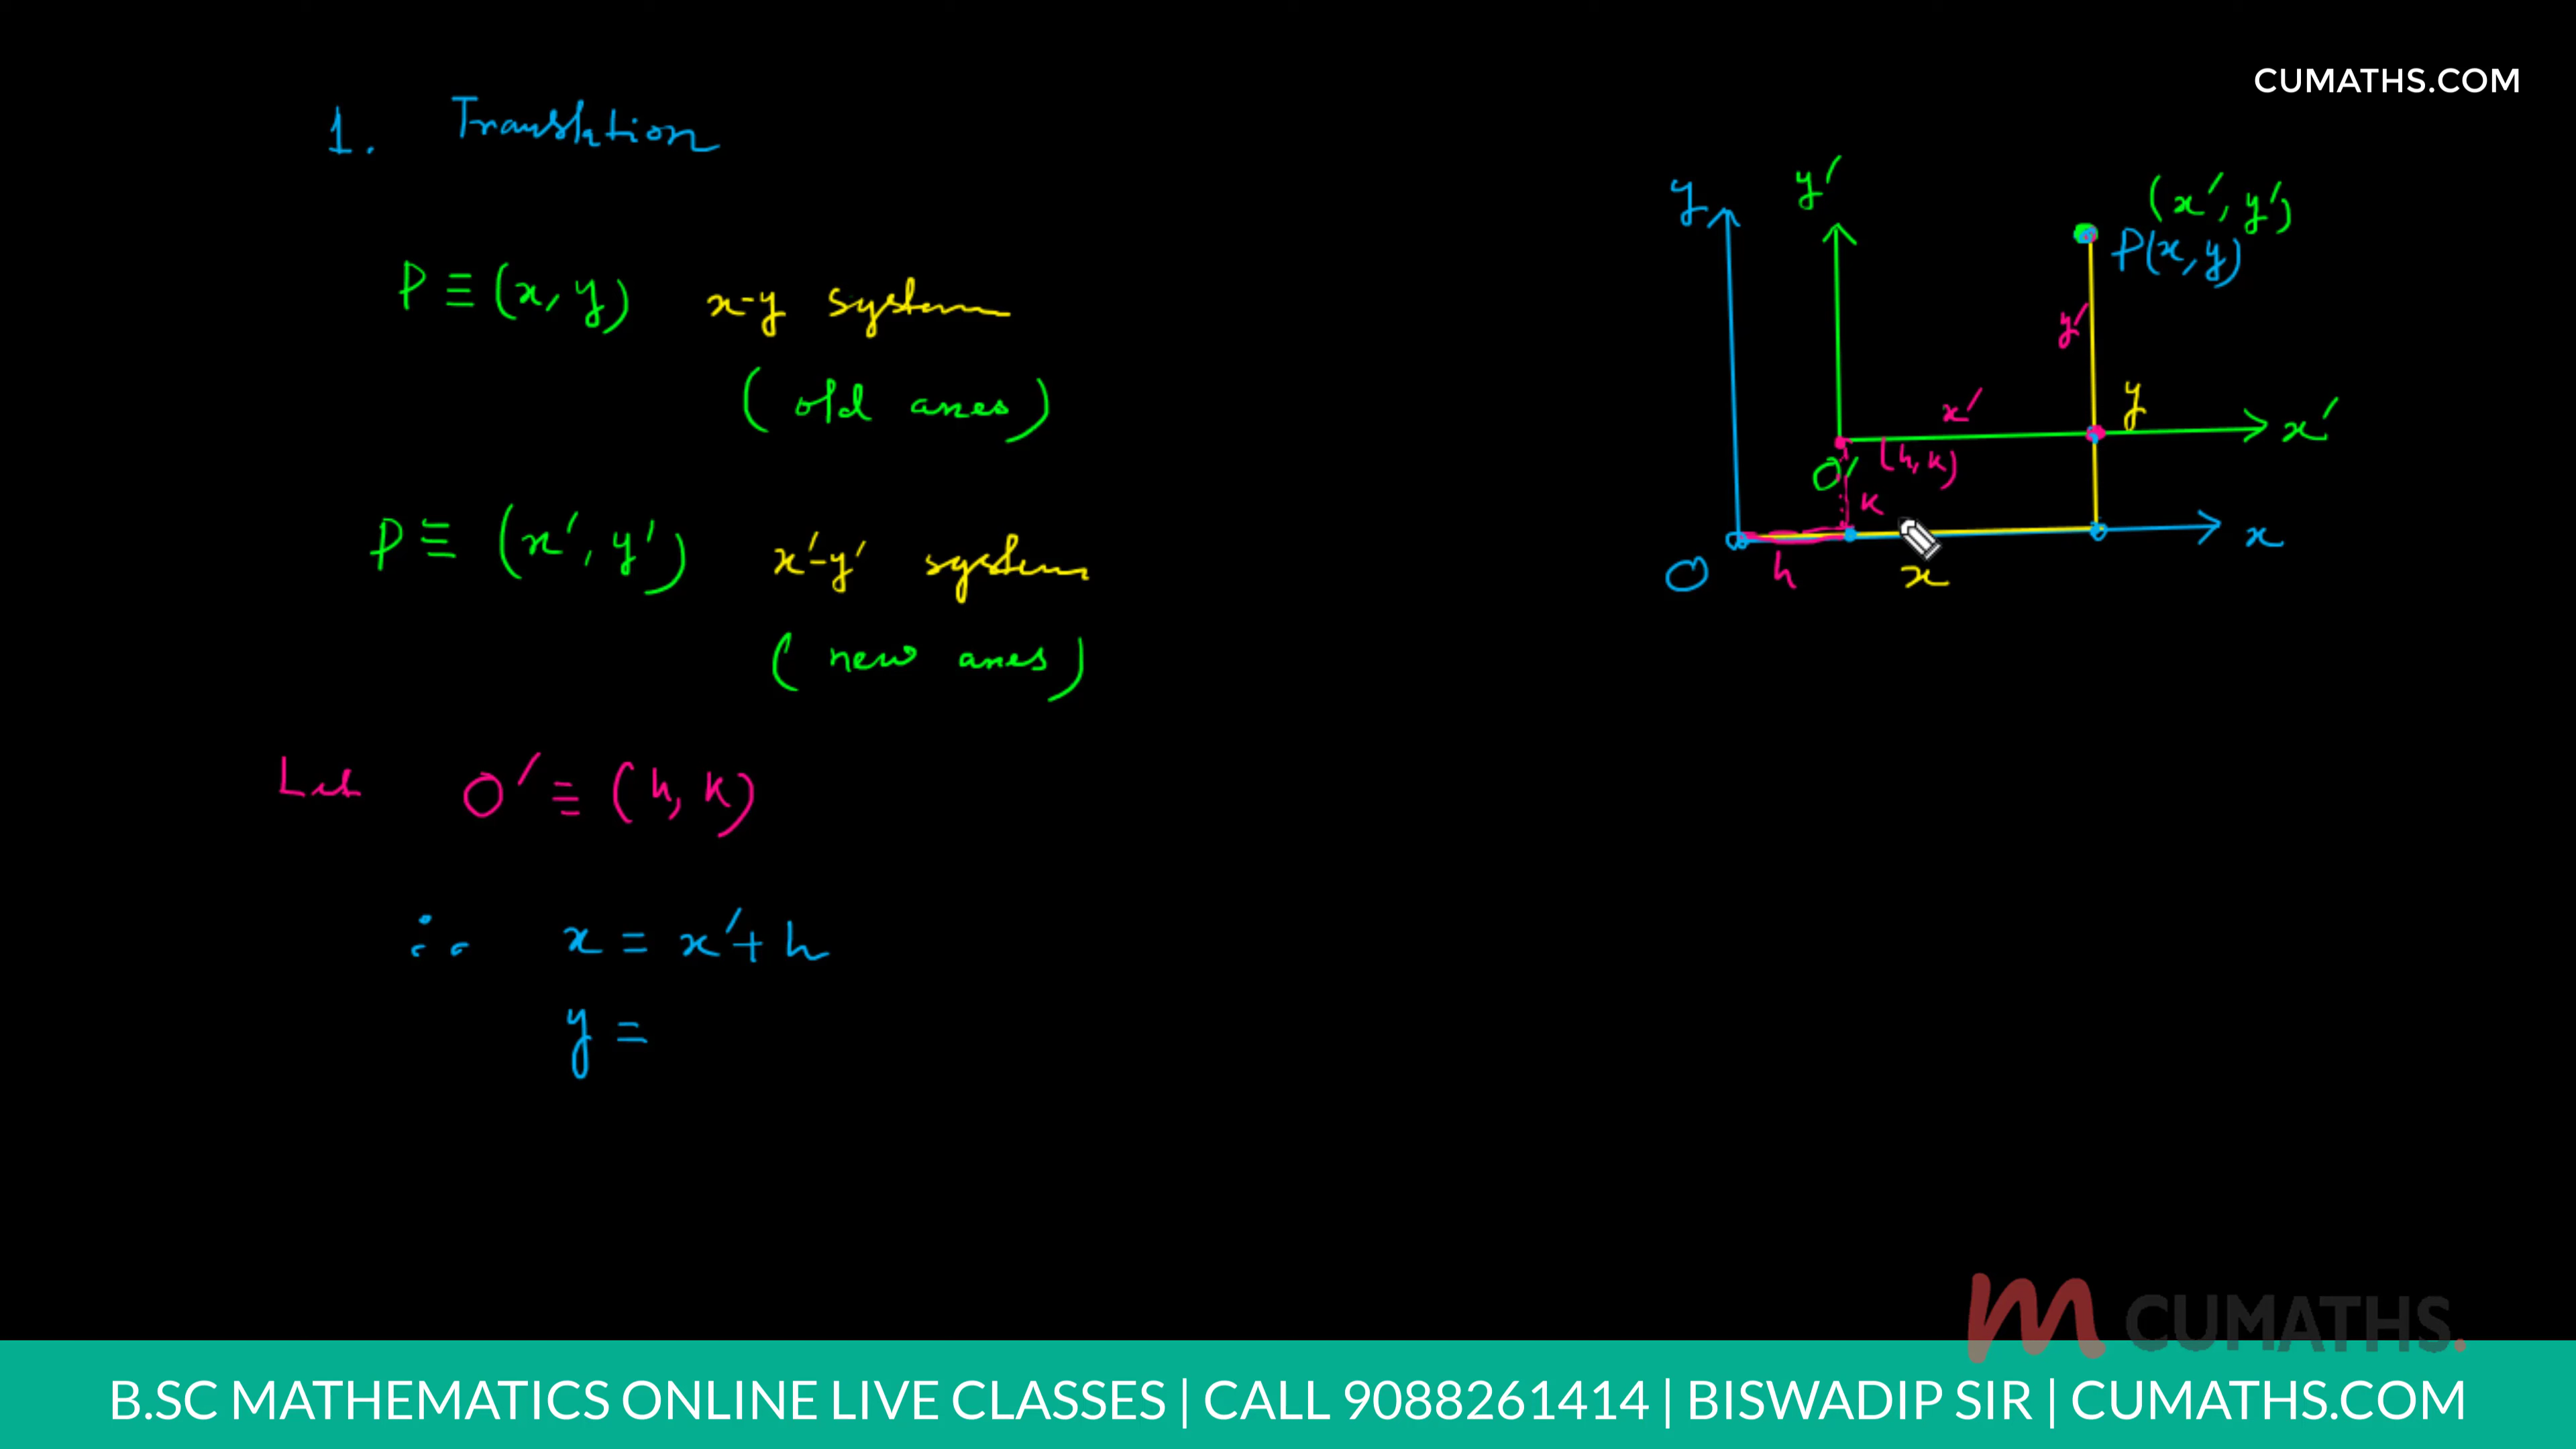 CUMATHS.COM
1. Translation
P ≡ (x, y) x-y system
(old axes)
P ≡ (x', y') x'-y' system
(new axes)
Let O' ≡ (h, k)
∴ x = x' + h
y =
y
y'
(x', y')
P(x, y)
y'
y
x'
x'
O'
(h, k)
k
O
h
x
x
m CUMATHS.
B.SC MATHEMATICS ONLINE LIVE CLASSES | CALL 9088261414 | BISWADIP SIR | CUMATHS.COM